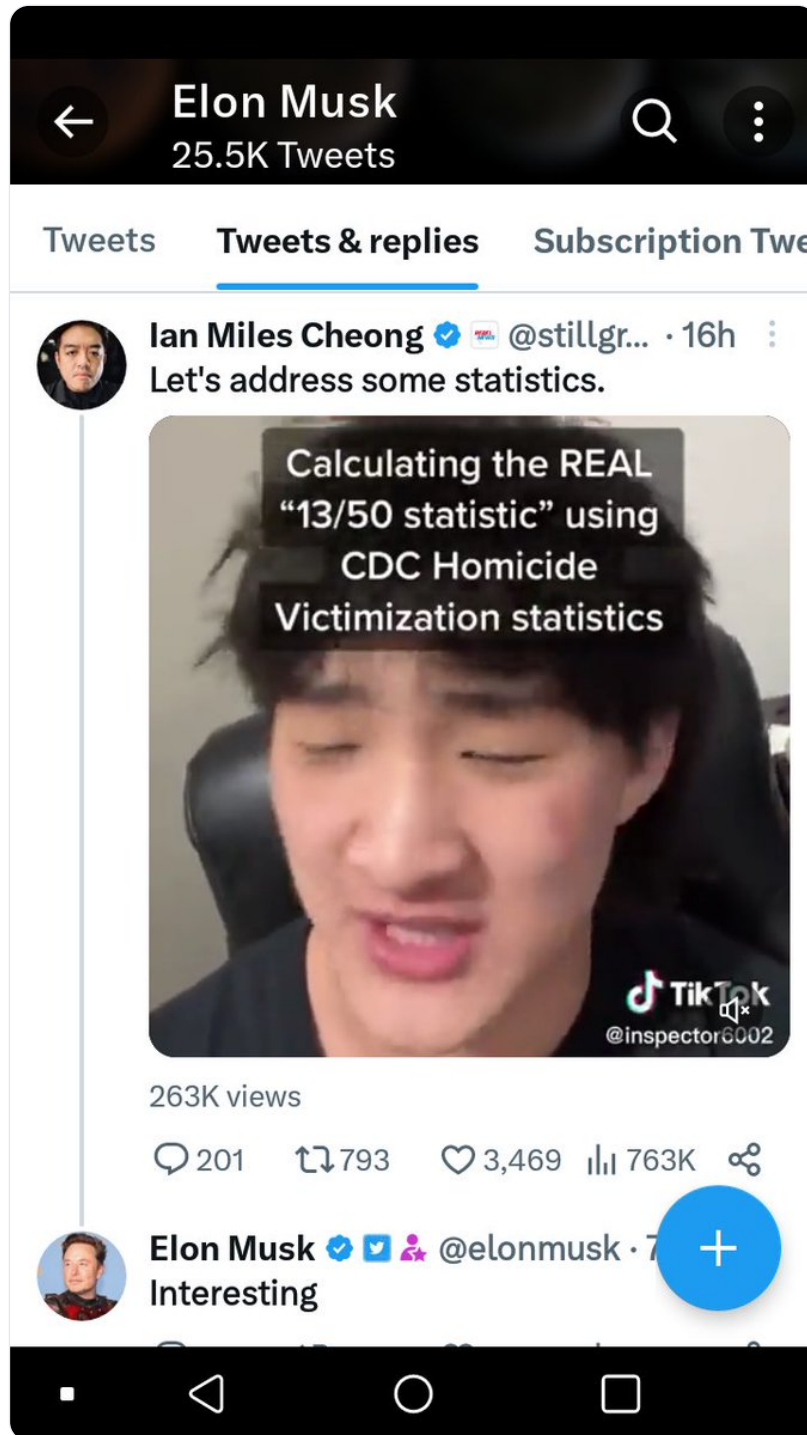 Elon Musk
25.5K Tweets
Tweets
Tweets & replies
Subscription Twe
Ian Miles Cheong @stillgr... · 16h
Let's address some statistics.
Calculating the REAL
“13/50 statistic” using
CDC Homicide
Victimization statistics
TikTok
@inspector6002
263K views
201 793 3,469 763K
Elon Musk @elonmusk · 7
Interesting